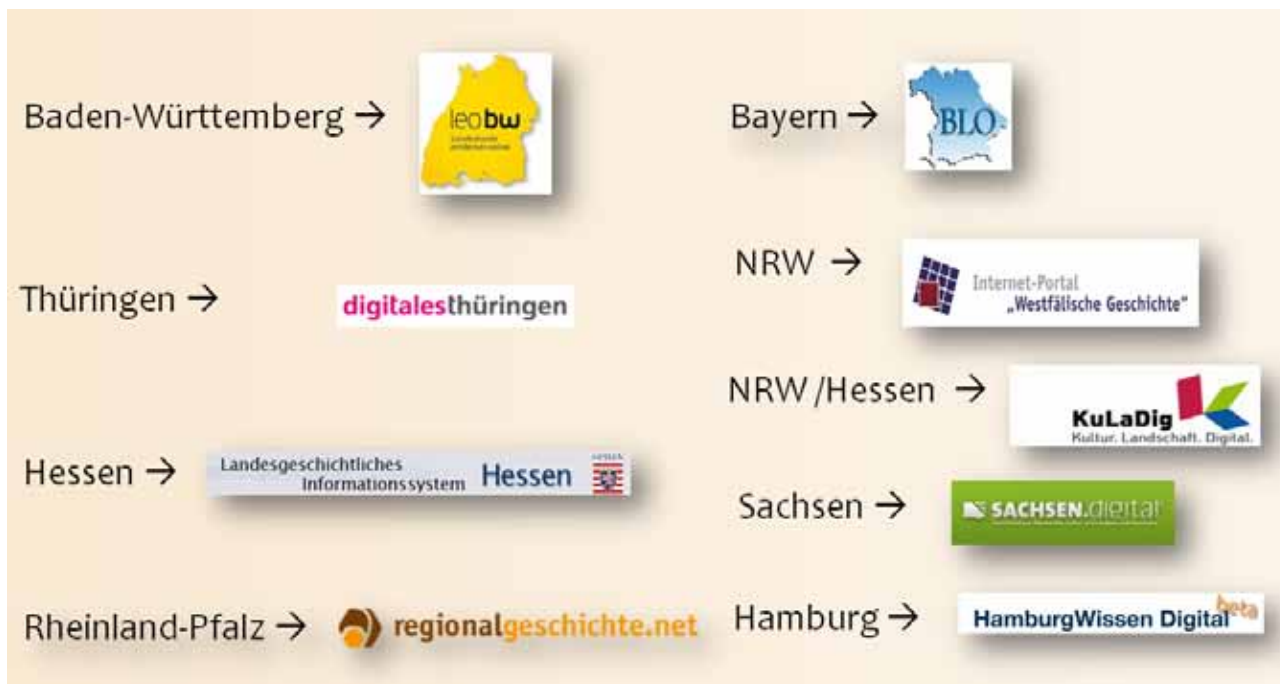 Baden-Württemberg →
leobw
Bayern →
BLO
Thüringen →
digitalesthüringen
NRW →
Internet-Portal
„Westfälische Geschichte“
NRW/Hessen →
KuLaDig
Kultur. Landschaft. Digital.
Hessen →
Landesgeschichtliches
Informationssystem Hessen
Sachsen →
SACHSEN.digital
Rheinland-Pfalz →
regionalgeschichte.net
Hamburg →
HamburgWissen Digital beta